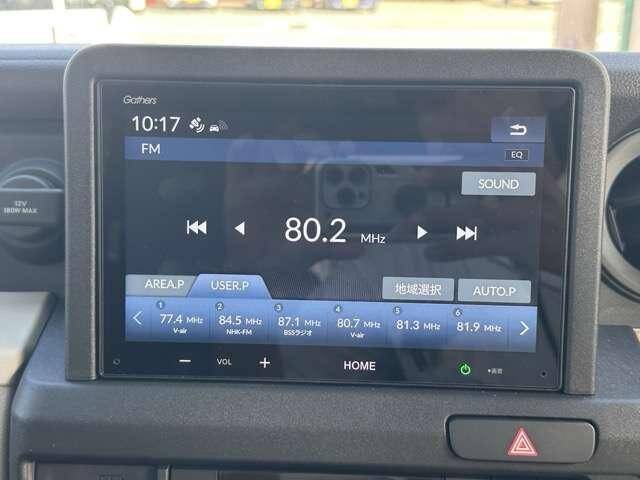 Gathers
10:17
FM
EQ
SOUND
80.2 MHz
AREA.P USER.P 地域選択 AUTO.P
1 2 3 4 5 6
77.4 MHz 84.5 MHz 87.1 MHz 80.7 MHz 81.3 MHz 81.9 MHz
V-air NHK-FM BSSラジオ V-air
− VOL + HOME
•画面
12V
180W MAX